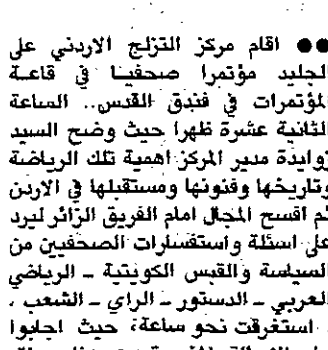 ●● اقام مركز التزلج الاردني على
الجليد مؤتمرا صحفيا في قاعة
المؤتمرات في فندق القدس.. الساعة
الثانية عشرة ظهرا حيث وضح السيد
زوايدة مدير المركز اهمية تلك الرياضة
وتاريخها وفنونها ومستقبلها في الاردن
ثم افسح المجال امام الفريق الزائر ليرد
على اسئلة واستفسارات الصحفيين من
السياسة والقبس الكويتية ـ الرياضي
العربي ـ الدستور ـ الراي ـ الشعب .
استغرقت نحو ساعة، حيث اجابوا